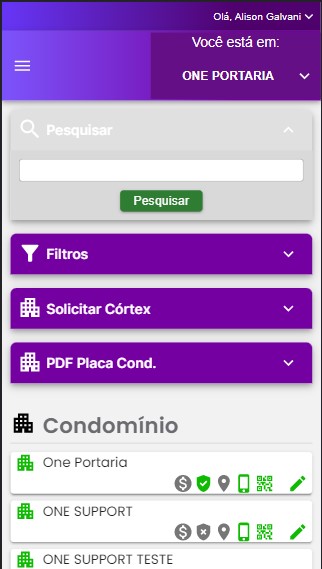 Olá, Alison Galvani
Você está em:
ONE PORTARIA
Pesquisar
Pesquisar
Filtros
Solicitar Córtex
PDF Placa Cond.
Condomínio
One Portaria
ONE SUPPORT
ONE SUPPORT TESTE